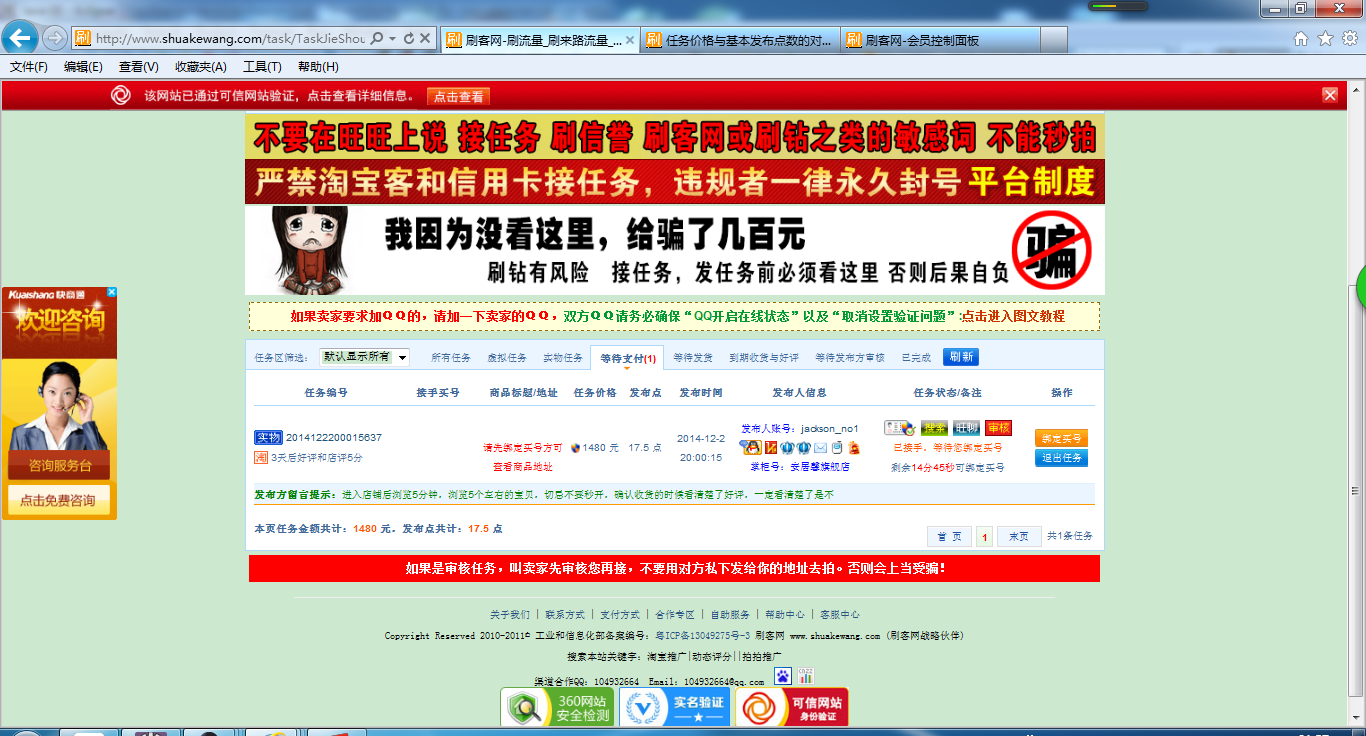 http://www.shuakewang.com/task/TaskJieShou
刷客网-刷流量_刷来路流量_...
任务价格与基本发布点数的对...
刷客网-会员控制面板
文件(F) 编辑(E) 查看(V) 收藏夹(A) 工具(T) 帮助(H)
该网站已通过可信网站验证，点击查看详细信息。 点击查看
不要在旺旺上说 接任务 刷信誉 刷客网或刷钻之类的敏感词 不能秒拍
严禁淘宝客和信用卡接任务，违规者一律永久封号 平台制度
我因为没看这里，给骗了几百元
刷钻有风险 接任务，发任务前必须看这里 否则后果自负
骗
Kuaishang 快商通
欢迎咨询
咨询服务台
点击免费咨询
如果卖家要求加QQ的，请加一下卖家的QQ，双方QQ请务必确保“QQ开启在线状态”以及“取消设置验证问题”:点击进入图文教程
任务区筛选： 默认显示所有 所有任务 虚拟任务 实物任务 等待支付(1) 等待发货 到期收货与好评 等待发布方审核 已完成 刷新
任务编号 接手买号 商品标题/地址 任务价格 发布点 发布时间 发布人信息 任务状态/备注 操作
实物 2014122200015637
淘 3天后好评和店评5分
请先绑定买号方可
查看商品地址
1480 元 17.5 点
2014-12-2
20:00:15
发布人账号：jackson_no1
掌柜号：安居馨旗舰店
搜索 旺聊 审核
已接手，等待您绑定买号
剩余14分45秒可绑定买号
绑定买号
退出任务
发布方留言提示：进入店铺后浏览5分钟，浏览5个左右的宝贝，切忌不要秒开，确认收货的时候看清楚了好评，一定看清楚了是不
本页任务金额共计：1480 元，发布点共计：17.5 点
首 页 1 末页 共1条任务
如果是审核任务，叫卖家先审核您再接，不要用对方私下发给你的地址去拍。否则会上当受骗！
关于我们 | 联系方式 | 支付方式 | 合作专区 | 自助服务 | 帮助中心 | 客服中心
Copyright Reserved 2010-2011© 工业和信息化部备案编号：粤ICP备13049275号-3 刷客网 www.shuakewang.com (刷客网战略伙伴)
搜索本站关键字：淘宝推广|动态评分||拍拍推广
渠道合作QQ：104932664 Email：104932664@qq.com
360网站
安全检测
实名验证
可信网站
身份验证